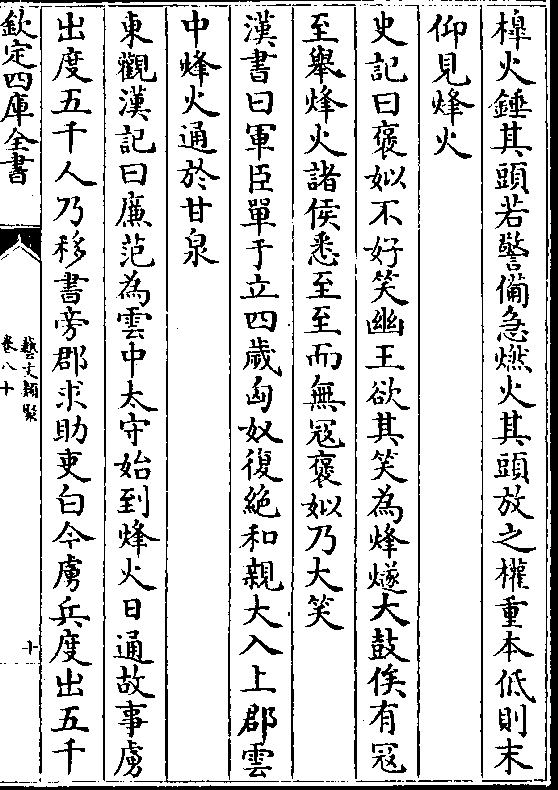 橰火錘其頭若警備急燃火其頭放之權重本低則末
仰見烽火
史記曰褒姒不好笑幽王欲其笑為烽燧大鼓俟有冦
至舉烽火諸侯悉至至而無冦褒姒乃大笑
漢書曰軍臣單于立四歲匈奴復絶和親大入上郡雲
中烽火通於甘泉
東觀漢記曰廉范為雲中太守始到烽火日通故事虜
出度五千人乃移書旁郡求助吏白今虜兵度出五千
欽定四庫全書
藝文類聚
卷八十
十